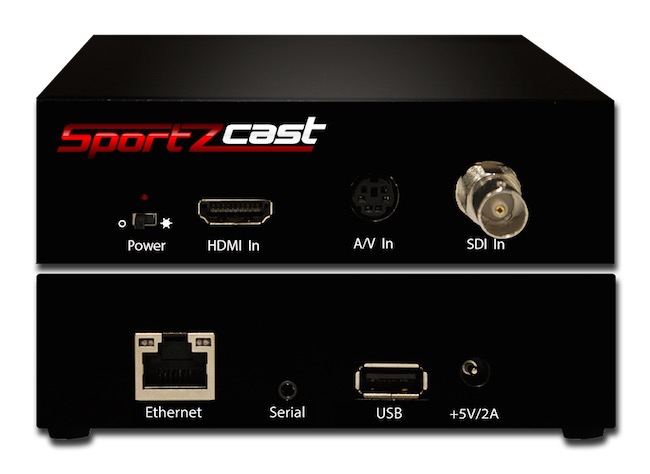 SportzCast
Power
HDMI In
A/V In
SDI In
Ethernet
Serial
USB
+5V/2A